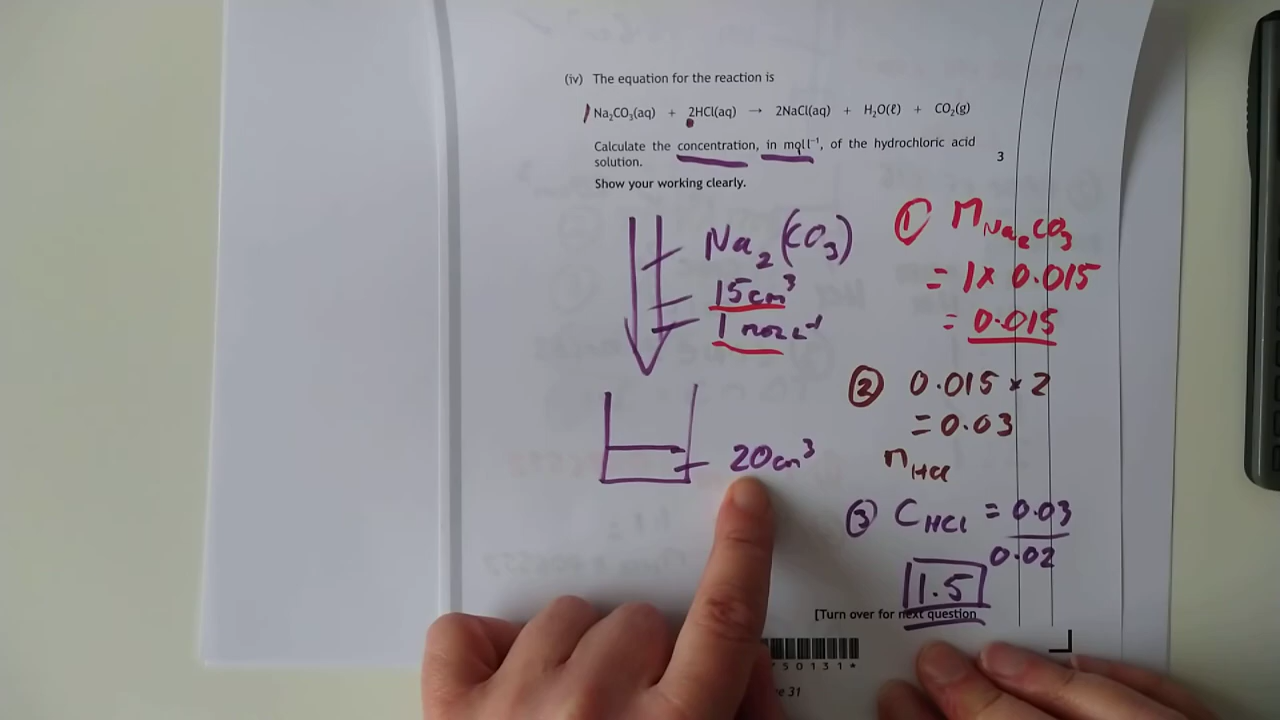 (iv) The equation for the reaction is
1 Na₂CO₃(aq) + 2HCl(aq) → 2NaCl(aq) + H₂O(ℓ) + CO₂(g)
Calculate the concentration, in mol l⁻¹, of the hydrochloric acid
solution.
3
Show your working clearly.
Na₂(CO₃)
15cm³
1 mol L⁻¹
20cm³
① n Na₂CO₃
= 1 × 0.015
= 0.015
② 0.015 × 2
= 0.03
n HCl
③ C HCl = 0.03
0.02
1.5
[Turn over for next question
50131*
31